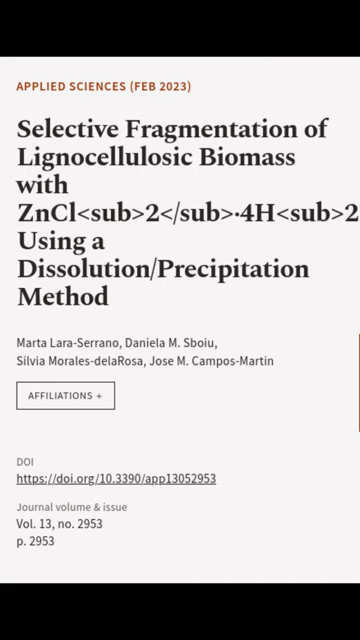 APPLIED SCIENCES (FEB 2023)
Selective Fragmentation of
Lignocellulosic Biomass
with
ZnCl<sub>2</sub>·4H<sub>2
Using a
Dissolution/Precipitation
Method
Marta Lara-Serrano, Daniela M. Sboiu,
Silvia Morales-delaRosa, Jose M. Campos-Martin
AFFILIATIONS +
DOI
https://doi.org/10.3390/app13052953
Journal volume & issue
Vol. 13, no. 2953
p. 2953